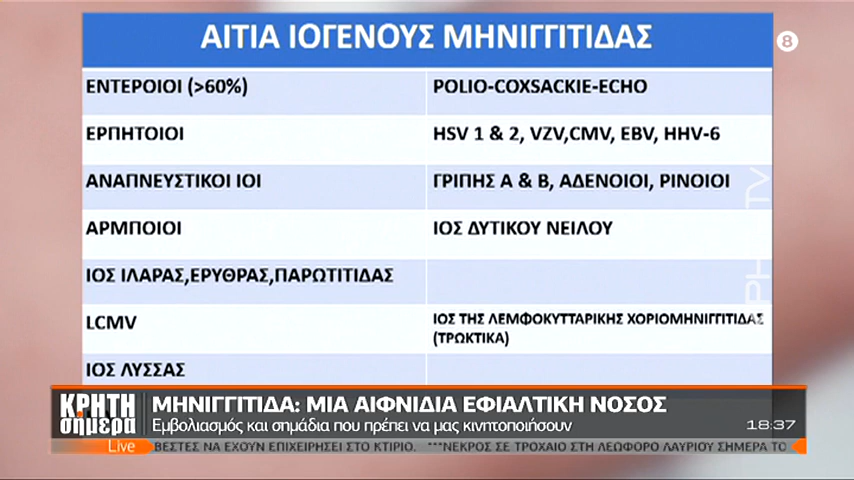 ΑΙΤΙΑ ΙΟΓΕΝΟΥΣ ΜΗΝΙΓΓΙΤΙΔΑΣ
8
ΕΝΤΕΡΟΙΟΙ (>60%) POLIO-COXSACKIE-ECHO
ΕΡΠΗΤΟΙΟΙ HSV 1 & 2, VZV,CMV, EBV, HHV-6
ΑΝΑΠΝΕΥΣΤΙΚΟΙ ΙΟΙ ΓΡΙΠΗΣ Α & Β, ΑΔΕΝΟΙΟΙ, ΡΙΝΟΙΟΙ
ΑΡΜΠΟΙΟΙ ΙΟΣ ΔΥΤΙΚΟΥ ΝΕΙΛΟΥ
ΙΟΣ ΙΛΑΡΑΣ,ΕΡΥΘΡΑΣ,ΠΑΡΩΤΙΤΙΔΑΣ
LCMV ΙΟΣ ΤΗΣ ΛΕΜΦΟΚΥΤΤΑΡΙΚΗΣ ΧΟΡΙΟΜΗΝΙΓΓΙΤΙΔΑΣ
(ΤΡΩΚΤΙΚΑ)
ΙΟΣ ΛΥΣΣΑΣ
TV
ΚΡΗΤΗ
σήμερα
Live
ΜΗΝΙΓΓΙΤΙΔΑ: ΜΙΑ ΑΙΦΝΙΔΙΑ ΕΦΙΑΛΤΙΚΗ ΝΟΣΟΣ
Εμβολιασμός και σημάδια που πρέπει να μας κινητοποιήσουν
18:37
ΒΕΣΤΕΣ ΝΑ ΕΧΟΥΝ ΕΠΙΧΕΙΡΗΣΕΙ ΣΤΟ ΚΤΙΡΙΟ. ***ΝΕΚΡΟΣ ΣΕ ΤΡΟΧΑΙΟ ΣΤΗ ΛΕΩΦΟΡΟ ΛΑΥΡΙΟΥ ΣΗΜΕΡΑ ΤΟ